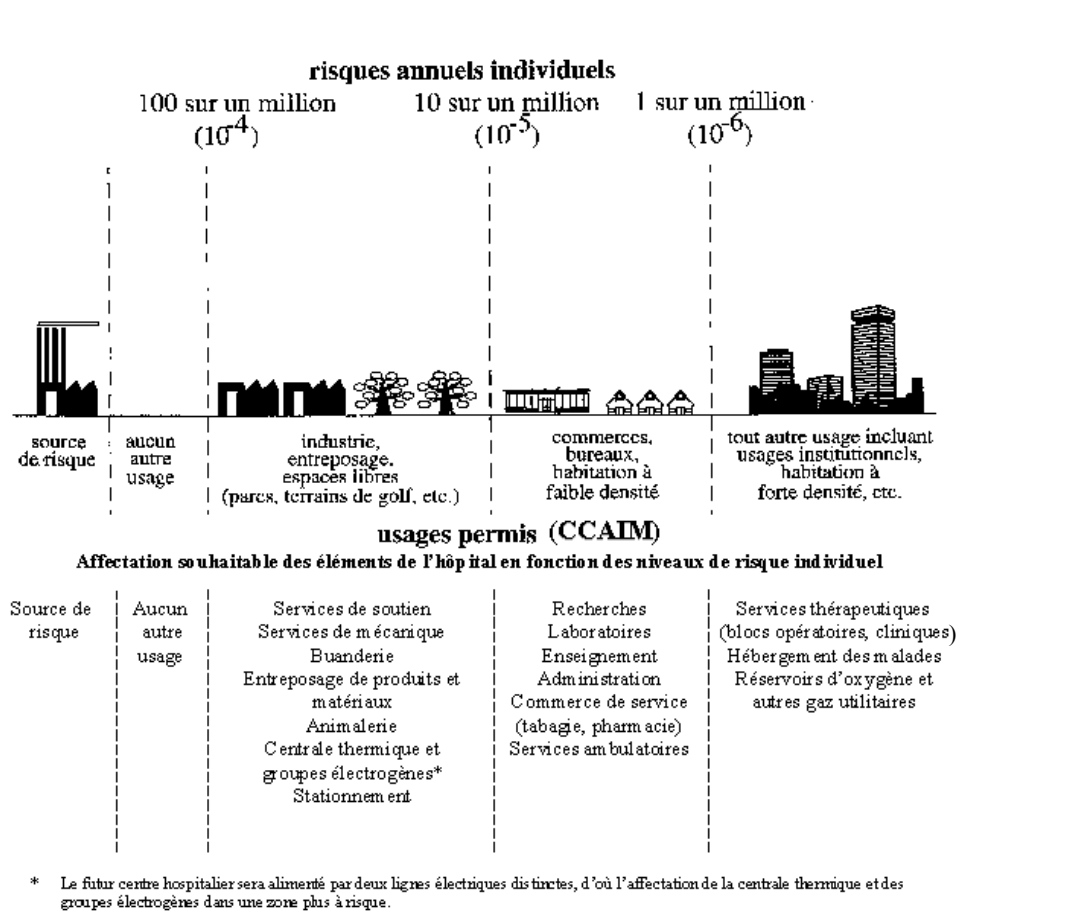 risques annuels individuels
100 sur un million
(10-4)
10 sur un million
(10-5)
1 sur un million
(10-6)
source
de risque
aucun
autre
usage
industrie,
entreposage,
espaces libres
(parcs, terrains de golf, etc.)
commerces,
bureaux,
habitation à
faible densité
tout autre usage incluant
usages institutionnels,
habitation à
forte densité, etc.
usages permis (CCAIM)
Affectation souhaitable des éléments de l'hôpital en fonction des niveaux de risque individuel
Source de
risque
Aucun
autre
usage
Services de soutien
Services de mécanique
Buanderie
Entreposage de produits et
matériaux
Animalerie
Centrale thermique et
groupes électrogènes*
Stationnement
Recherches
Laboratoires
Enseignement
Administration
Commerce de service
(tabagie, pharmacie)
Services ambulatoires
Services thérapeutiques
(blocs opératoires, cliniques)
Hébergement des malades
Réservoirs d'oxygène et
autres gaz utilitaires
* Le futur centre hospitalier sera alimenté par deux lignes électriques distinctes, d'où l'affectation de la centrale thermique et des
groupes électrogènes dans une zone plus à risque.